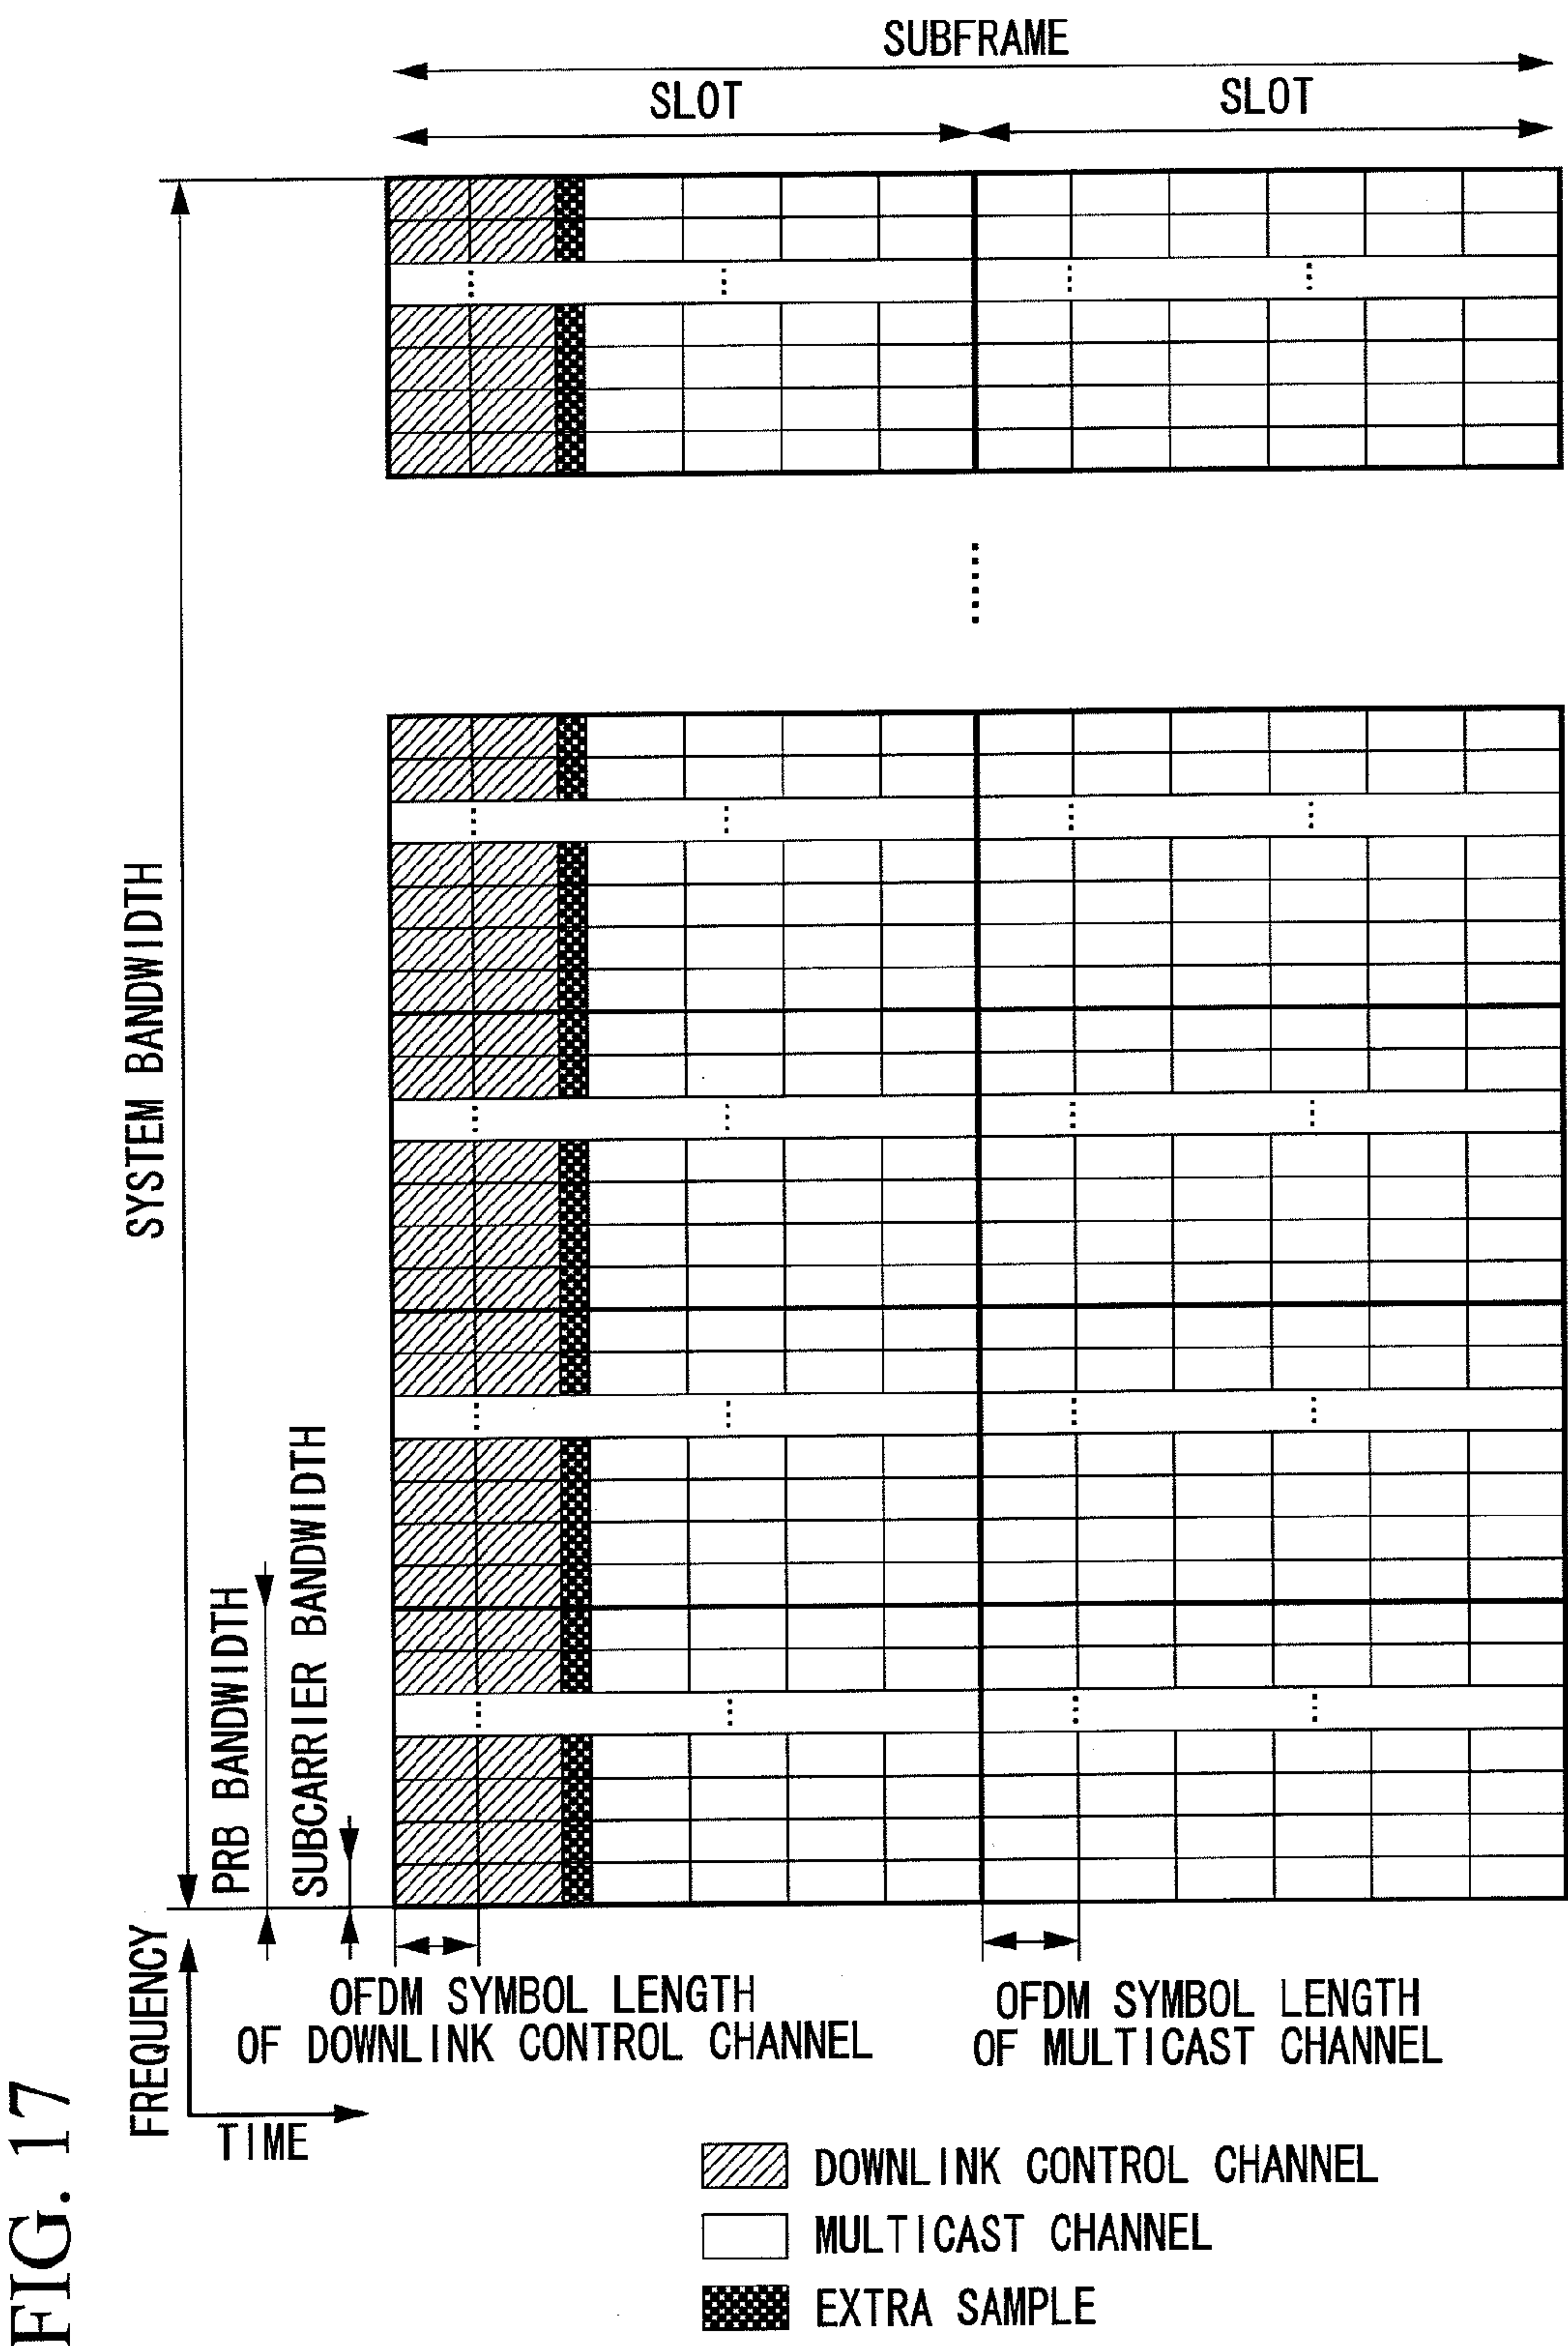 SUBFRAME
SLOT
SLOT
SYSTEM BANDWIDTH
PRB BANDWIDTH
SUBCARRIER BANDWIDTH
FREQUENCY
TIME
OFDM SYMBOL LENGTH
OF DOWNLINK CONTROL CHANNEL
OFDM SYMBOL LENGTH
OF MULTICAST CHANNEL
DOWNLINK CONTROL CHANNEL
MULTICAST CHANNEL
EXTRA SAMPLE
FIG. 17